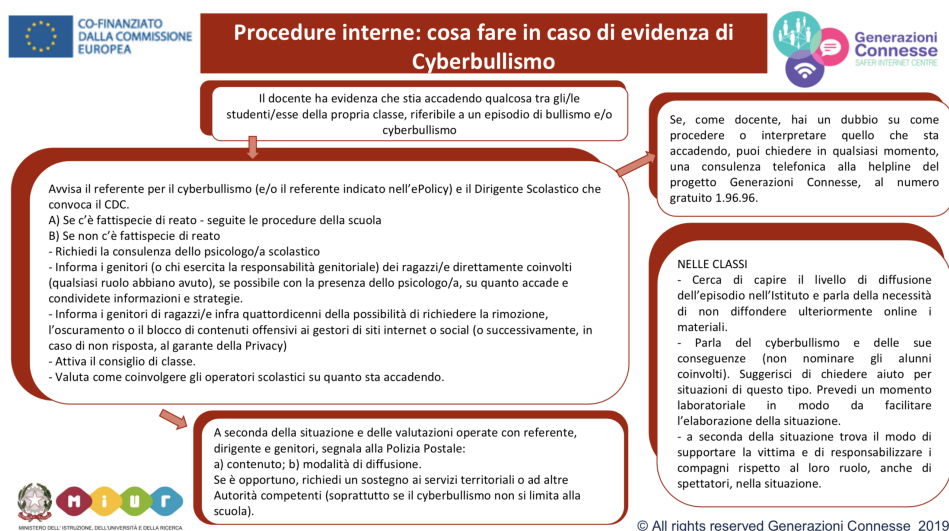 CO-FINANZIATO
DALLA COMMISSIONE
EUROPEA
Procedure interne: cosa fare in caso di evidenza di
Cyberbullismo
Generazioni
Connesse
SAFER INTERNET CENTRE
Il docente ha evidenza che stia accadendo qualcosa tra gli/le
studenti/esse della propria classe, riferibile a un episodio di bullismo e/o
cyberbullismo
Se, come docente, hai un dubbio su come
procedere o interpretare quello che sta
accadendo, puoi chiedere in qualsiasi momento,
una consulenza telefonica alla helpline del
progetto Generazioni Connesse, al numero
gratuito 1.96.96.
Avvisa il referente per il cyberbullismo (e/o il referente indicato nell'ePolicy) e il Dirigente Scolastico che
convoca il CDC.
A) Se c'è fattispecie di reato - seguite le procedure della scuola
B) Se non c'è fattispecie di reato
- Richiedi la consulenza dello psicologo/a scolastico
- Informa i genitori (o chi esercita la responsabilità genitoriale) dei ragazzi/e direttamente coinvolti
(qualsiasi ruolo abbiano avuto), se possibile con la presenza dello psicologo/a, su quanto accade e
condividete informazioni e strategie.
- Informa i genitori di ragazzi/e infra quattordicenni della possibilità di richiedere la rimozione,
l'oscuramento o il blocco di contenuti offensivi ai gestori di siti internet o social (o successivamente, in
caso di non risposta, al garante della Privacy)
- Attiva il consiglio di classe.
- Valuta come coinvolgere gli operatori scolastici su quanto sta accadendo.
NELLE CLASSI
- Cerca di capire il livello di diffusione
dell'episodio nell'Istituto e parla della necessità
di non diffondere ulteriormente online i
materiali.
- Parla del cyberbullismo e delle sue
conseguenze (non nominare gli alunni
coinvolti). Suggerisci di chiedere aiuto per
situazioni di questo tipo. Prevedi un momento
laboratoriale in modo da facilitare
l'elaborazione della situazione.
- a seconda della situazione trova il modo di
supportare la vittima e di responsabilizzare i
compagni rispetto al loro ruolo, anche di
spettatori, nella situazione.
A seconda della situazione e delle valutazioni operate con referente,
dirigente e genitori, segnala alla Polizia Postale:
a) contenuto; b) modalità di diffusione.
Se è opportuno, richiedi un sostegno ai servizi territoriali o ad altre
Autorità competenti (soprattutto se il cyberbullismo non si limita alla
scuola).
miur
MINISTERO DELL' ISTRUZIONE, DELL'UNIVERSITÀ E DELLA RICERCA
© All rights reserved Generazioni Connesse 2019